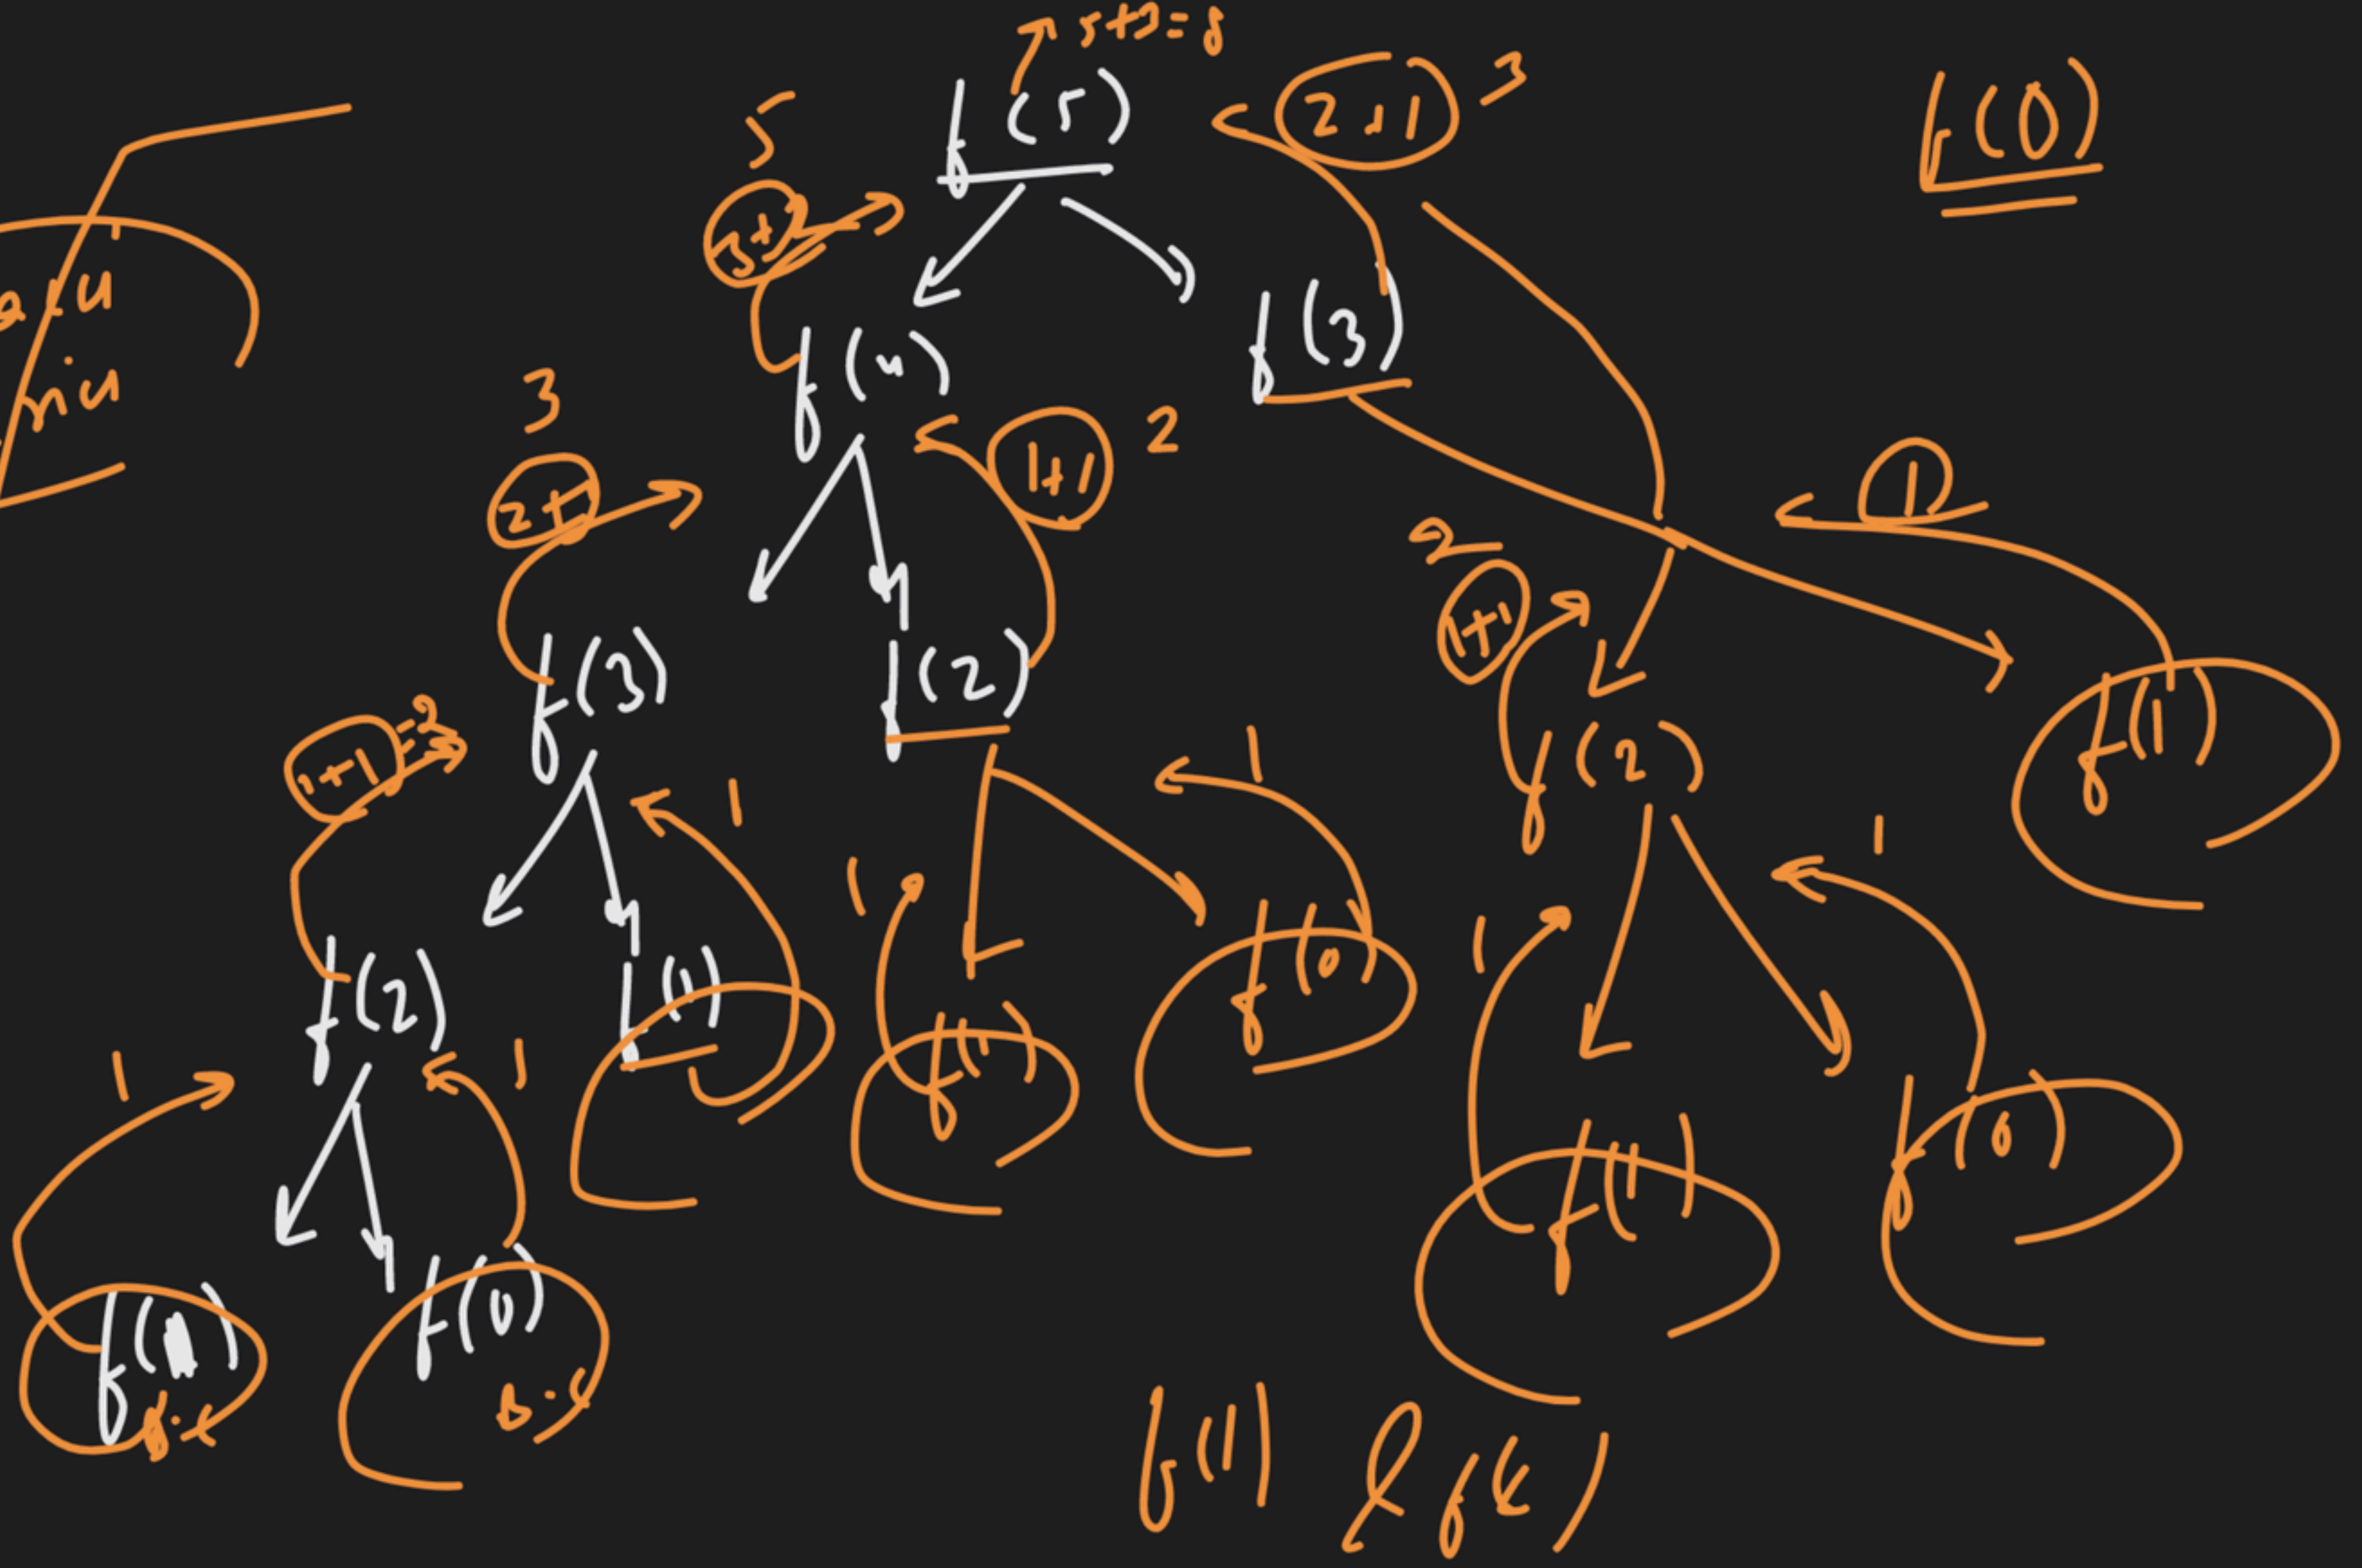 5+3=8
f(5)
2+1 3
f(0)
5
3+2
f(4)
f(3)
3
2+1
1+1 2
1
2
1+1
f(3)
f(2)
f(2)
f(1)
1+1=2
1
1
1
1
1
f(2)
f(1)
f(1)
f(0)
1
1
f(1)
f(0)
f(1)
f(0)
b.c
b.c
f(1) &